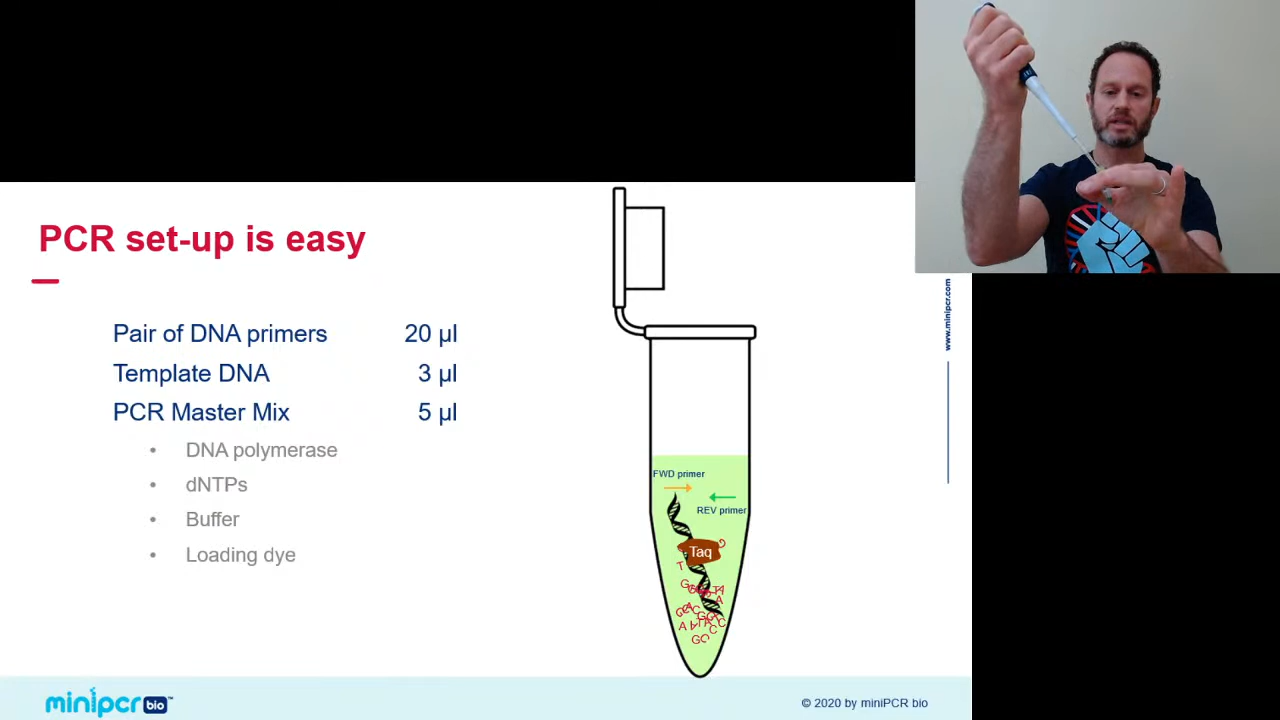 PCR set-up is easy
Pair of DNA primers 20 µl
Template DNA 3 µl
PCR Master Mix 5 µl
• DNA polymerase
• dNTPs
• Buffer
• Loading dye
FWD primer
REV primer
Taq
www.minipcr.com
minipcr bio™
© 2020 by miniPCR bio